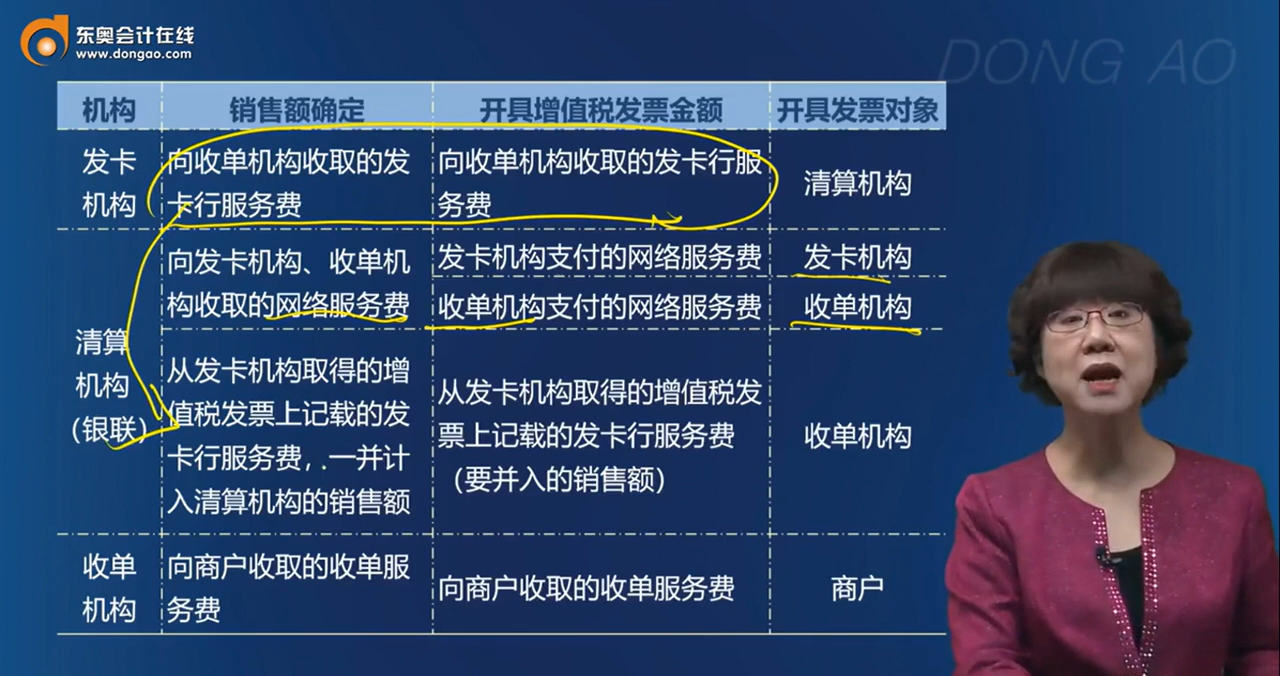 东奥会计在线
www.dongao.com
DONG AO
机构 销售额确定 开具增值税发票金额 开具发票对象
发卡
机构
向收单机构收取的发
卡行服务费
向收单机构收取的发卡行服
务费
清算机构
清算
机构
(银联)
向发卡机构、收单机
构收取的网络服务费
发卡机构支付的网络服务费
发卡机构
收单机构支付的网络服务费
收单机构
从发卡机构取得的增
值税发票上记载的发
卡行服务费，.一并计
入清算机构的销售额
从发卡机构取得的增值税发
票上记载的发卡行服务费
（要并入的销售额）
收单机构
收单
机构
向商户收取的收单服
务费
向商户收取的收单服务费
商户